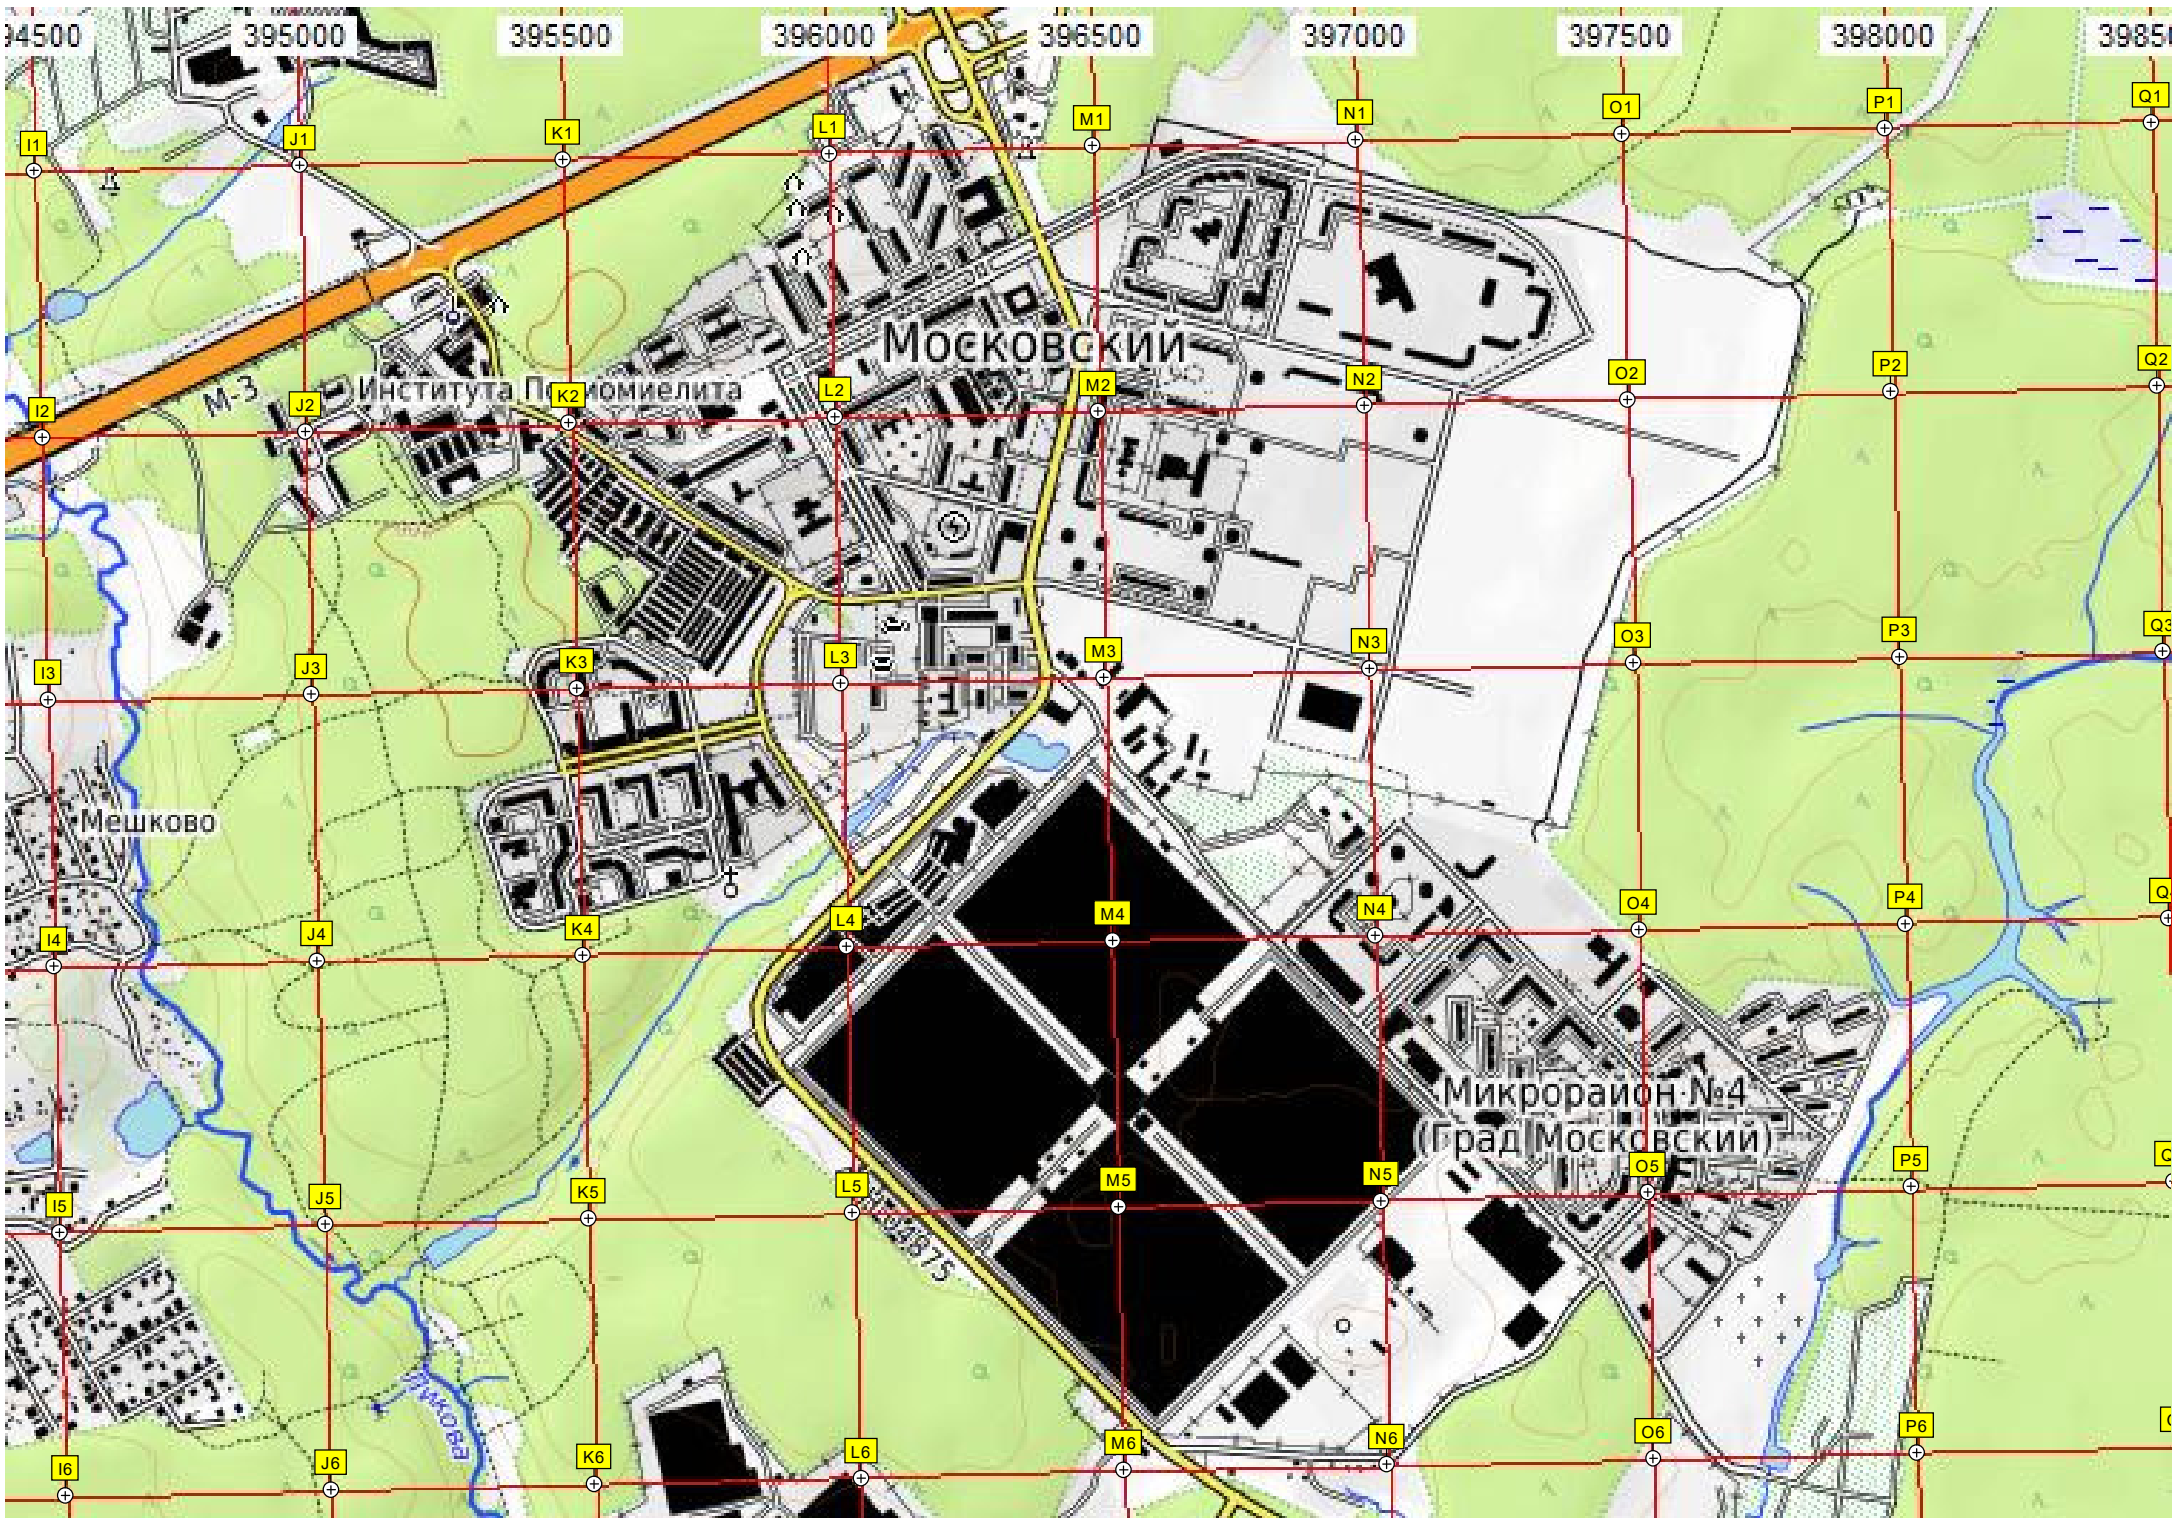 395000 395500 396000 396500 397000 397500 398000
I1 J1 K1 L1 M1 N1 O1 P1 Q1
Московский
М-3
Института Полиомиелита
I2 J2 K2 L2 M2 N2 O2 P2 Q2
I3 J3 K3 L3 M3 N3 O3 P3 Q3
Мешково
I4 J4 K4 L4 M4 N4 O4 P4
Микрорайон №4
(Град Московский)
I5 J5 K5 L5 M5 N5 O5 P5
I6 J6 K6 L6 M6 N6 O6 P6